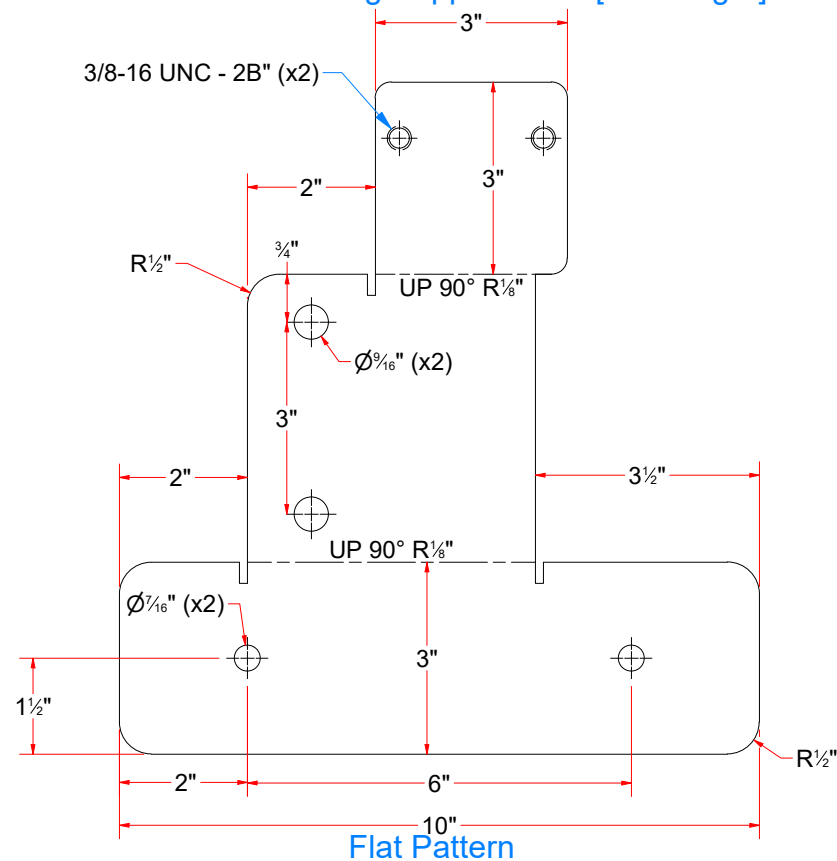 3"
3/8-16 UNC - 2B" (x2)
3"
2"
¾"
R½"
UP 90° R⅛"
Ø⁹⁄₁₆" (x2)
3"
2"
3½"
UP 90° R⅛"
Ø⁷⁄₁₆" (x2)
3"
1½"
R½"
2"
6"
10"
Flat Pattern